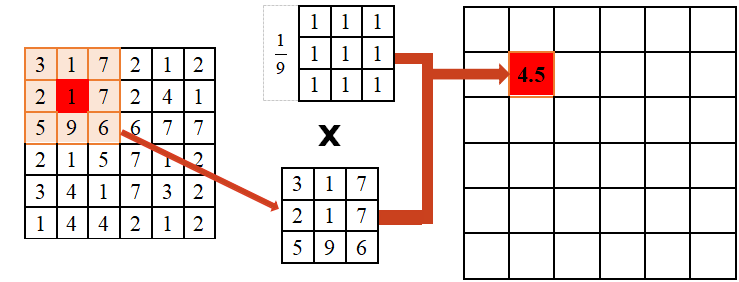 3 1 7 2 1 2
2 1 7 2 4 1
5 9 6 6 7 7
2 1 5 7 1 2
3 4 1 7 3 2
1 4 4 2 1 2
1/9
1 1 1
1 1 1
1 1 1
x
3 1 7
2 1 7
5 9 6
4.5